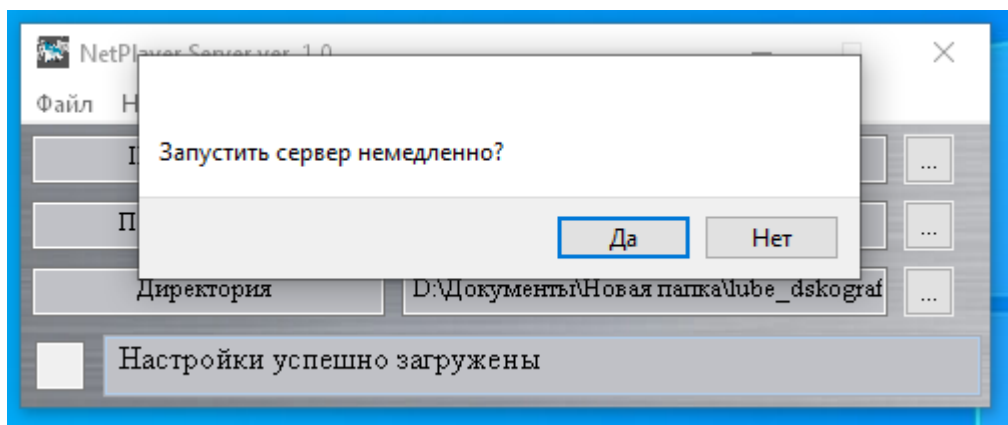 NetPlayer Server ver. 1.0
Файл
Запустить сервер немедленно?
...
Да
Нет
...
Директория
D:\Документы\Новая папка\lube_dskograf
...
Настройки успешно загружены